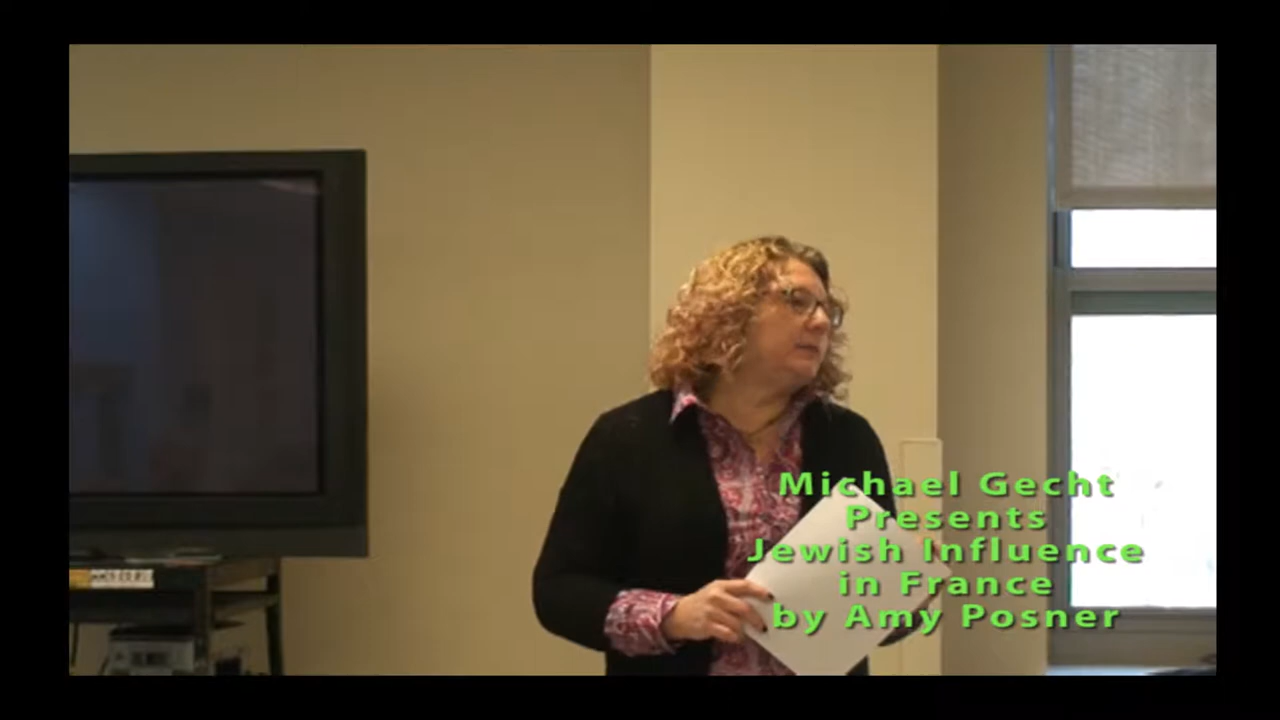 Michael Gecht
Presents
Jewish Influence
in France
by Amy Posner